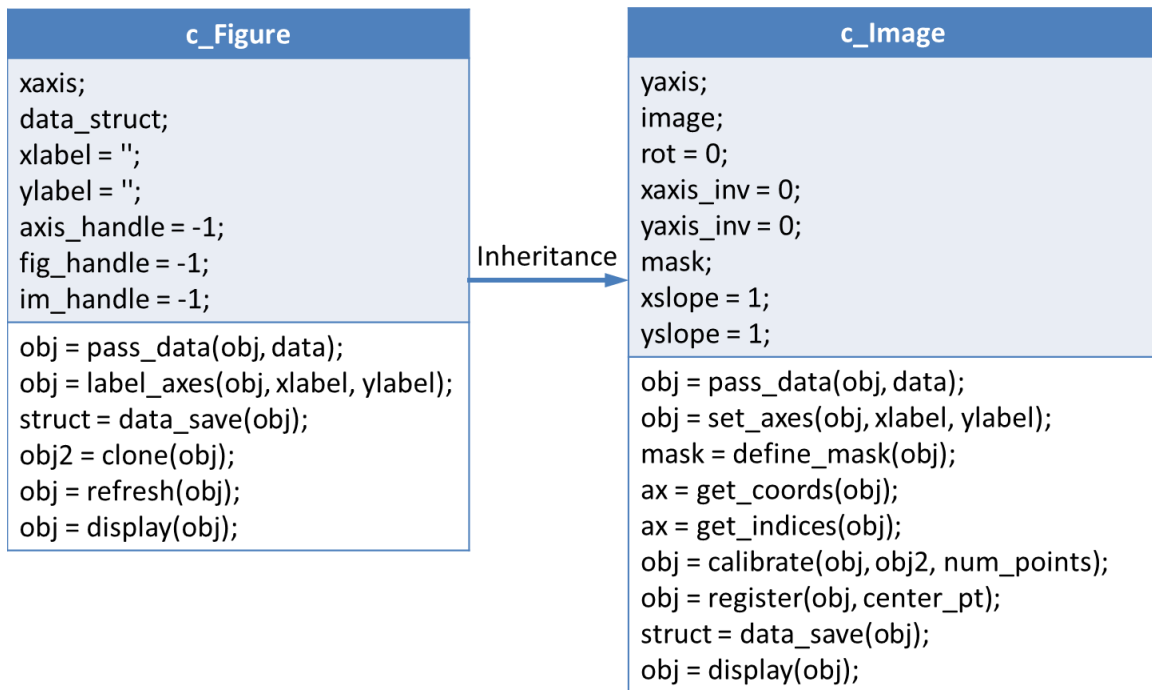 c_Figure
xaxis;
data_struct;
xlabel = '';
ylabel = '';
axis_handle = -1;
fig_handle = -1;
im_handle = -1;
obj = pass_data(obj, data);
obj = label_axes(obj, xlabel, ylabel);
struct = data_save(obj);
obj2 = clone(obj);
obj = refresh(obj);
obj = display(obj);
Inheritance
c_Image
yaxis;
image;
rot = 0;
xaxis_inv = 0;
yaxis_inv = 0;
mask;
xslope = 1;
yslope = 1;
obj = pass_data(obj, data);
obj = set_axes(obj, xlabel, ylabel);
mask = define_mask(obj);
ax = get_coords(obj);
ax = get_indices(obj);
obj = calibrate(obj, obj2, num_points);
obj = register(obj, center_pt);
struct = data_save(obj);
obj = display(obj);